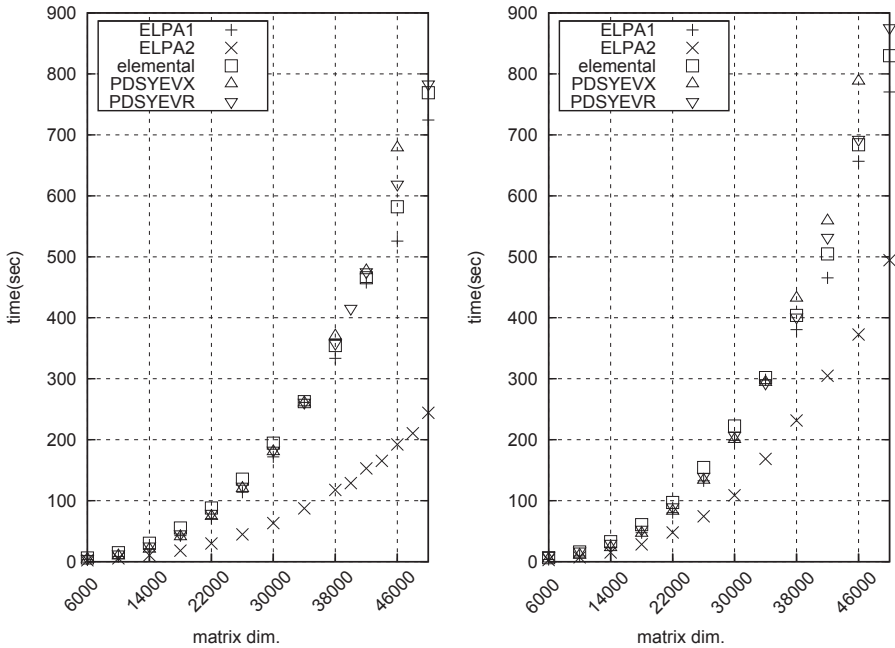 900
800
700
600
500
400
300
200
100
0
time(sec)
ELPA1
ELPA2
elemental
PDSYEVX
PDSYEVR
6000
14000
22000
30000
38000
46000
matrix dim.
900
800
700
600
500
400
300
200
100
0
time(sec)
ELPA1
ELPA2
elemental
PDSYEVX
PDSYEVR
6000
14000
22000
30000
38000
46000
matrix dim.